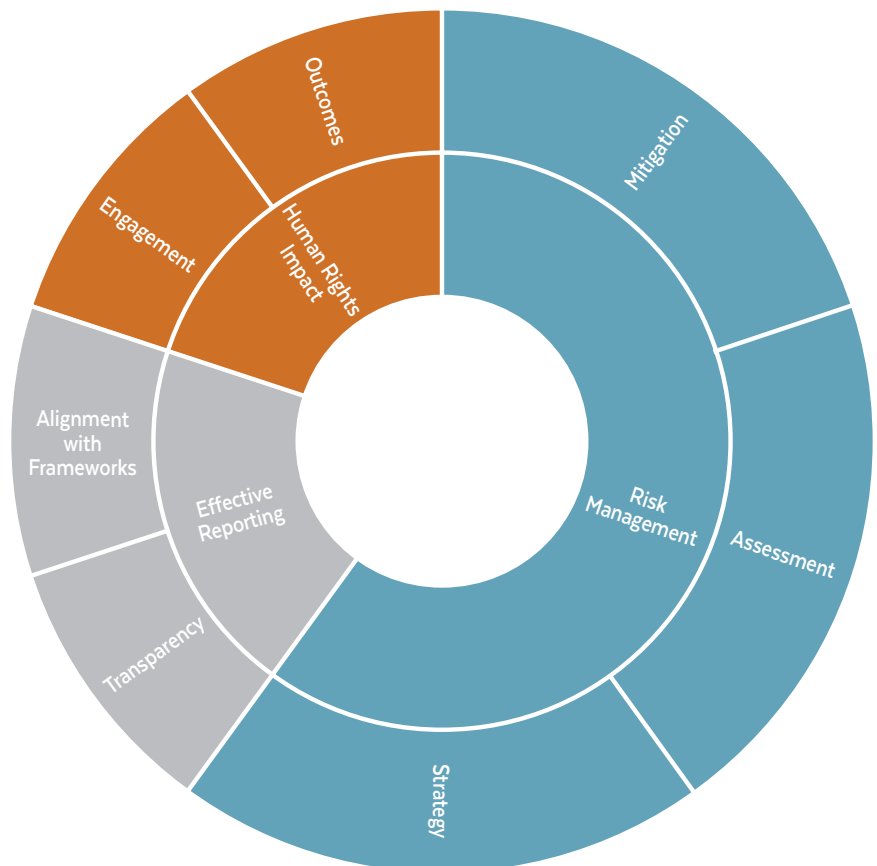 Outcomes
Mitigation
Engagement
Human Rights
Impact
Alignment
with
Frameworks
Effective
Reporting
Risk
Management
Assessment
Transparency
Strategy